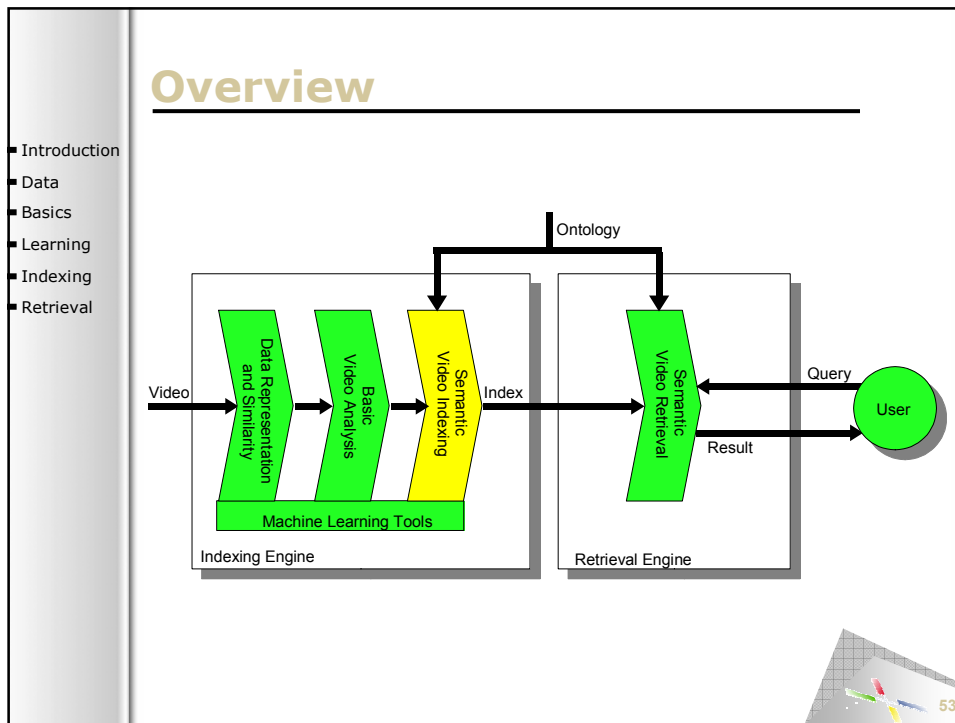 Overview
Introduction
Data
Basics
Learning
Indexing
Retrieval
Ontology
Video
Data Representation
and Similarity
Basic
Video Analysis
Semantic
Video Indexing
Index
Semantic
Video Retrieval
Query
User
Result
Machine Learning Tools
Indexing Engine
Retrieval Engine
53